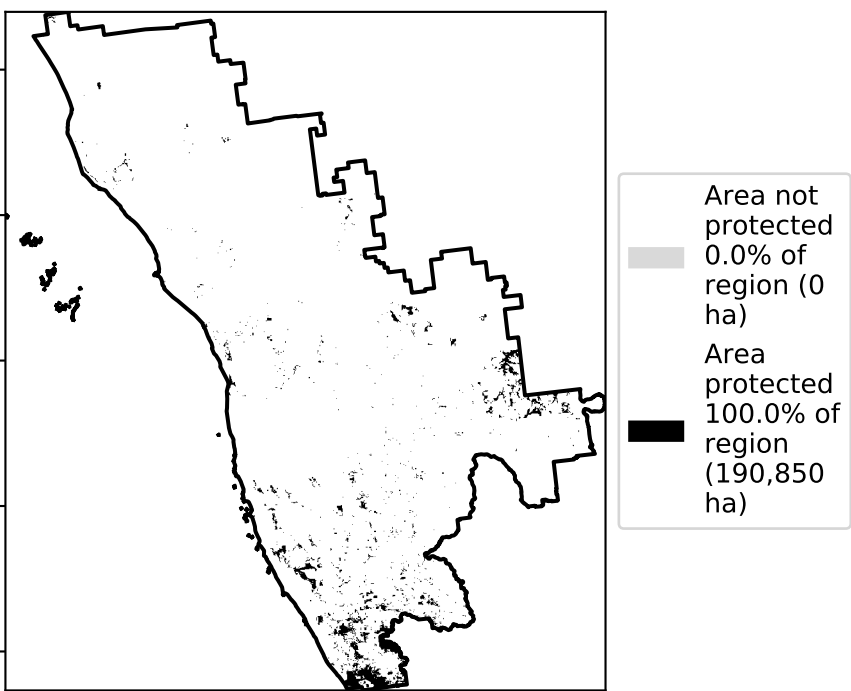 Area not
protected
0.0% of
region (0
ha)
Area
protected
100.0% of
region
(190,850
ha)